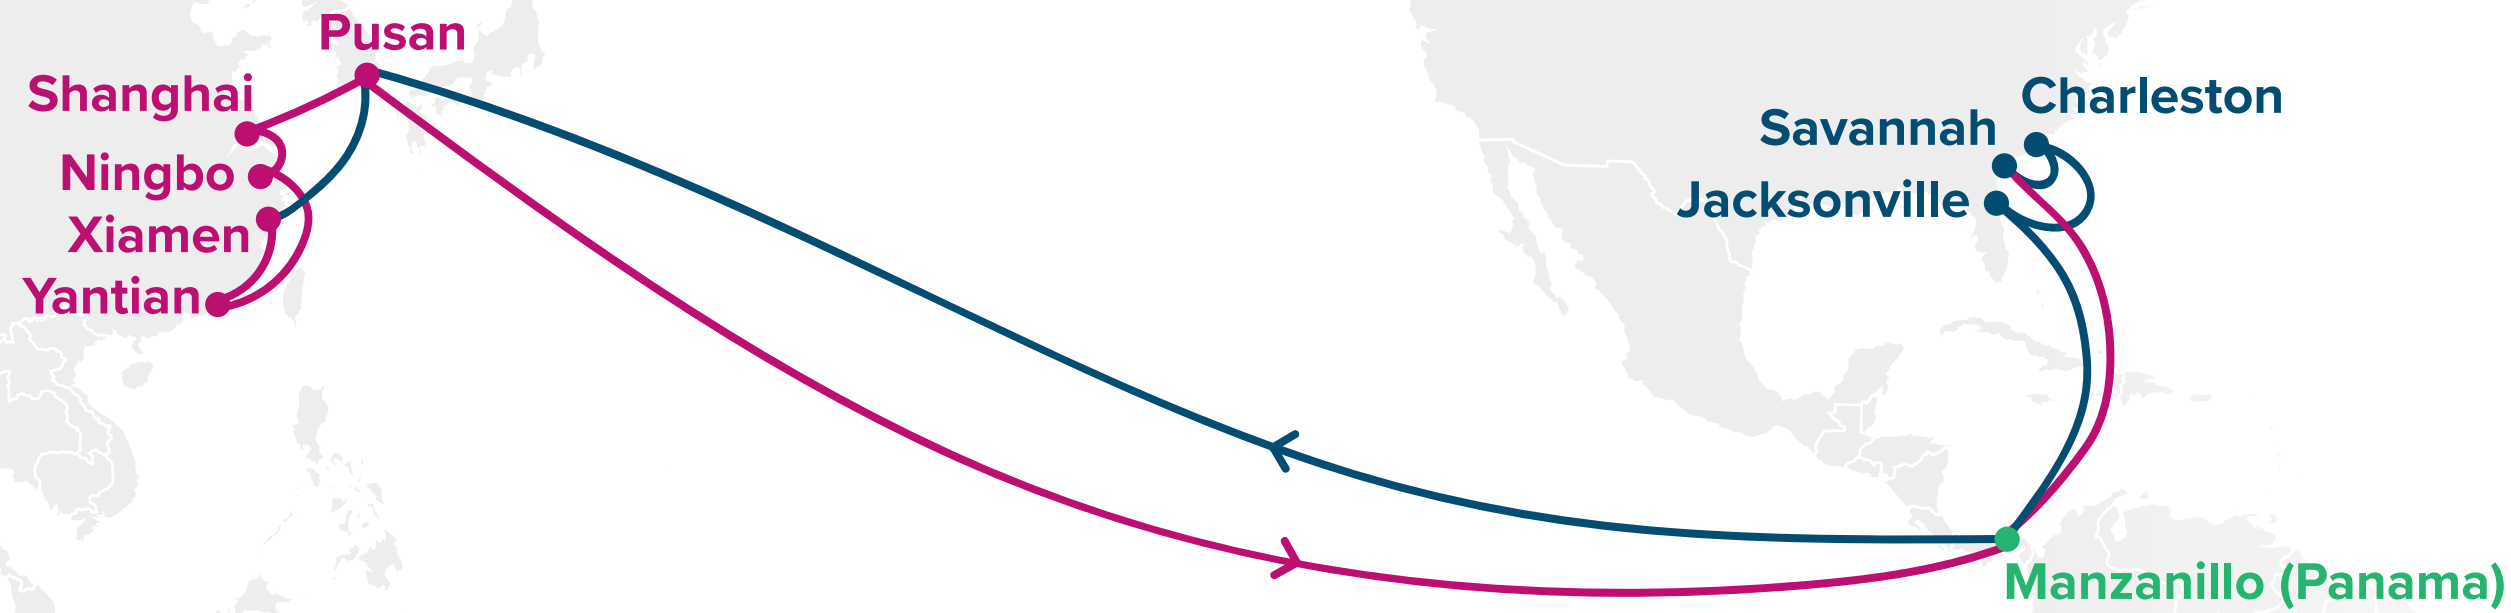 Pusan
Shanghai
Ningbo
Xiamen
Yantian
Charleston
Savannah
Jacksonville
Manzanillo (Panama)